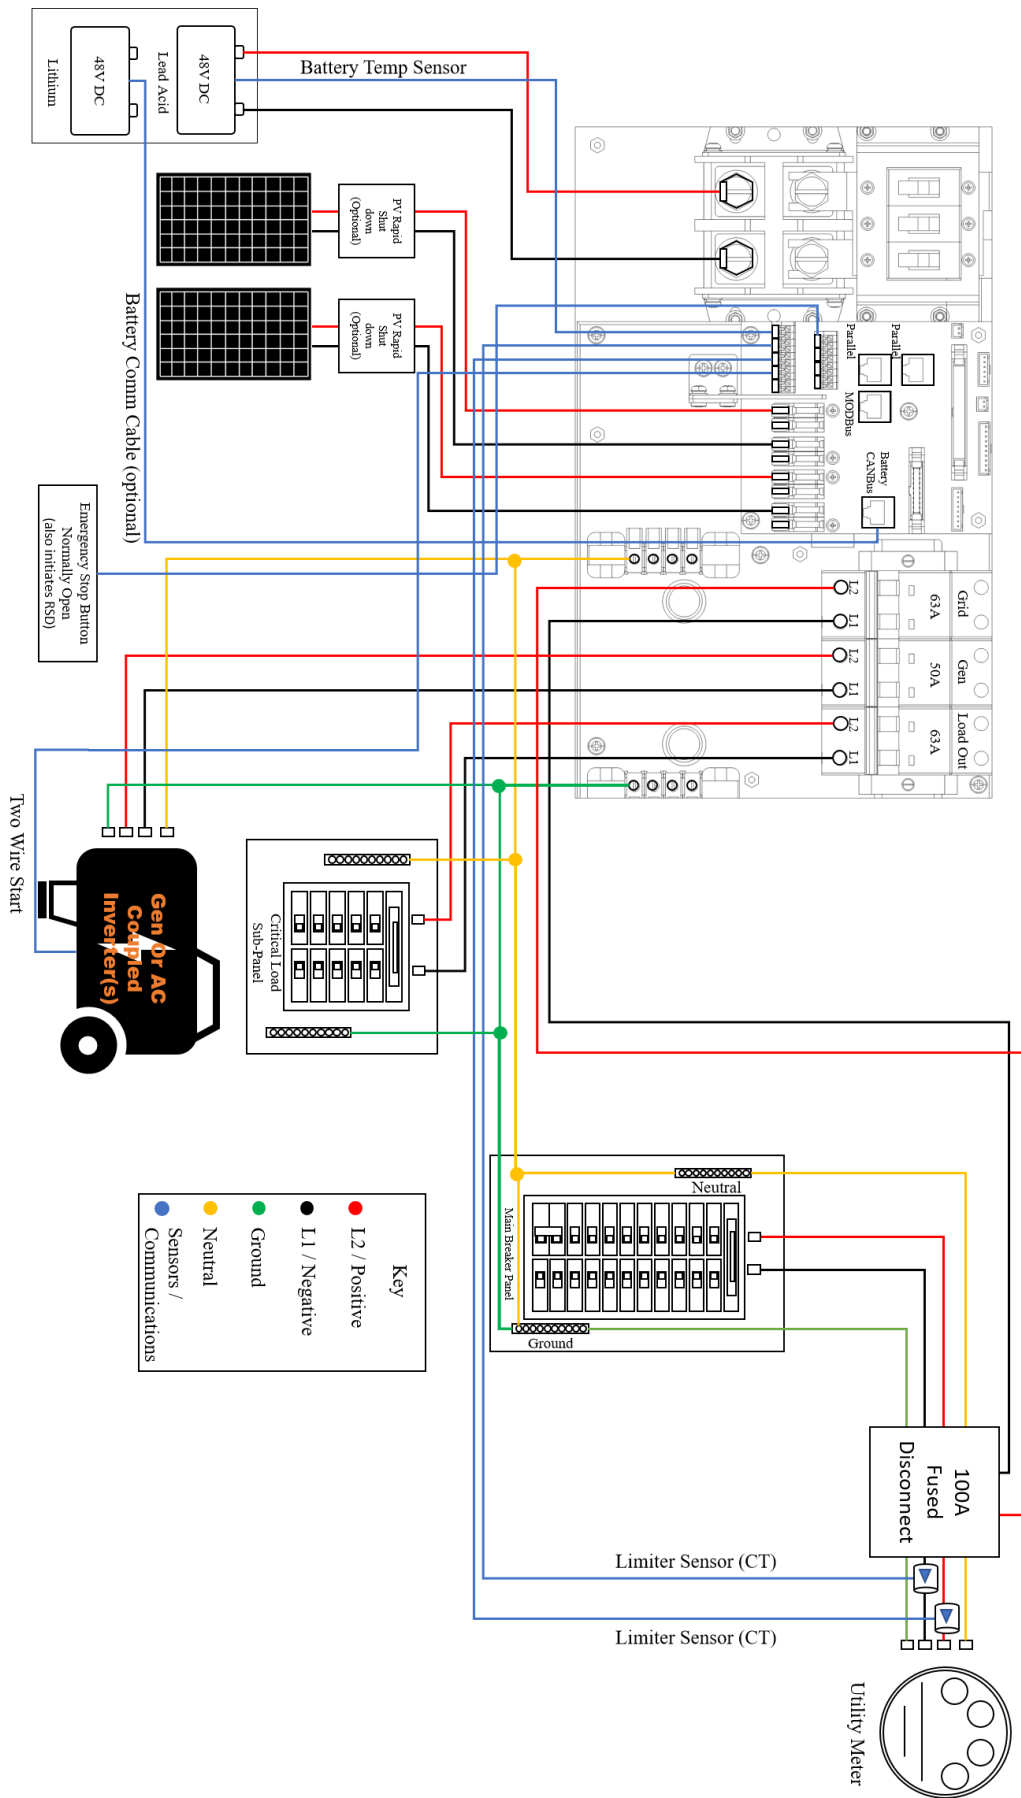 Battery Temp Sensor
48V DC
Lead Acid
48V DC
Lithium
PV Rapid
Shut
down
(Optional)
PV Rapid
Shut
down
(Optional)
Battery Comm Cable (optional)
Parallel
Parallel
MODBus
Battery
CANBus
Emergency Stop Button
Normally Open
(also initiates RSD)
Grid
63A
L2
L1
Gen
50A
L2
L1
Load Out
63A
L2
L1
Two Wire Start
Gen Or AC
Coupled
Inverter(s)
Critical Load
Sub-Panel
Neutral
Main Breaker Panel
Ground
Key
L2 / Positive
L1 / Negative
Ground
Neutral
Sensors /
Communications
100A
Fused
Disconnect
Limiter Sensor (CT)
Limiter Sensor (CT)
Utility Meter